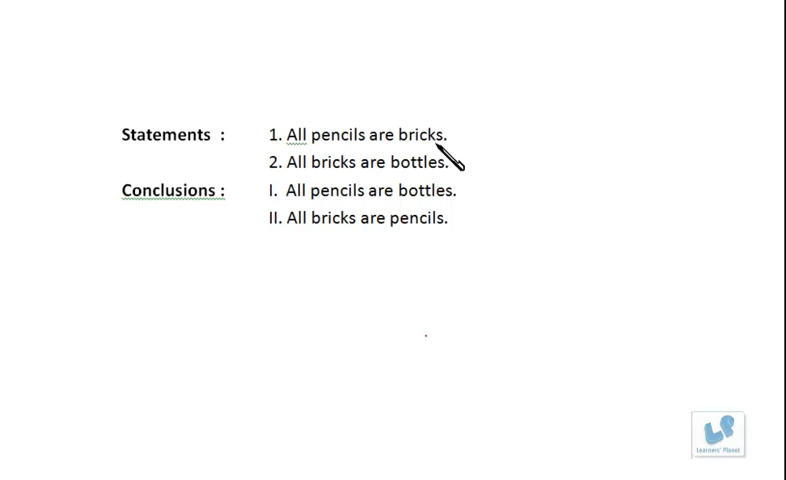 Statements : 1. All pencils are bricks.
2. All bricks are bottles.
Conclusions : I. All pencils are bottles.
II. All bricks are pencils.
LP
Learners' Planet